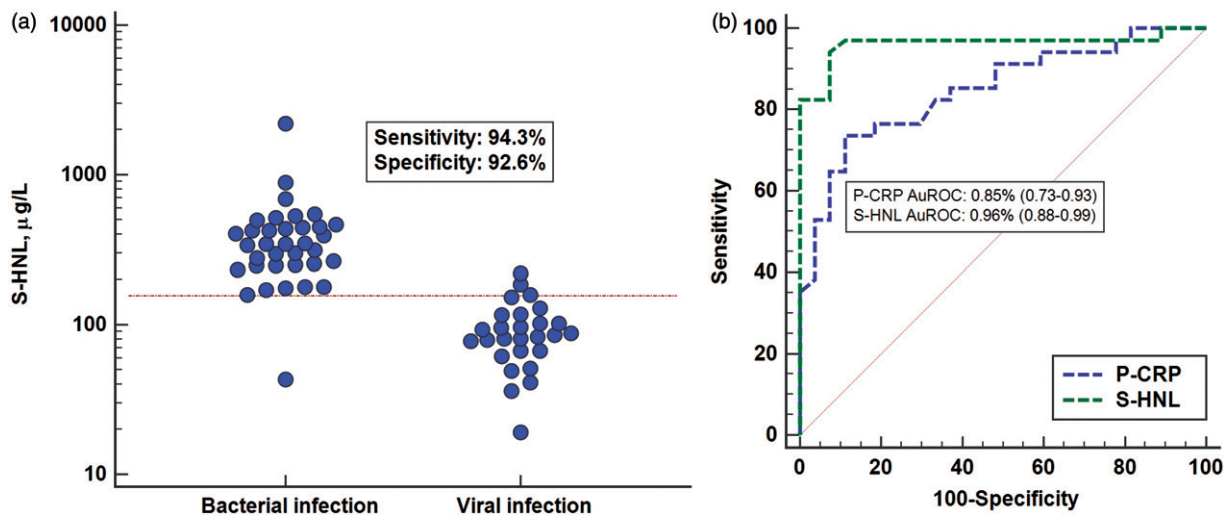 (a)
10000
1000
100
10
S-HNL, μg/L
Sensitivity: 94.3%
Specificity: 92.6%
Bacterial infection
Viral infection
(b)
100
80
60
40
20
0
Sensitivity
P-CRP AuROC: 0.85% (0.73-0.93)
S-HNL AuROC: 0.96% (0.88-0.99)
P-CRP
S-HNL
0 20 40 60 80 100
100-Specificity